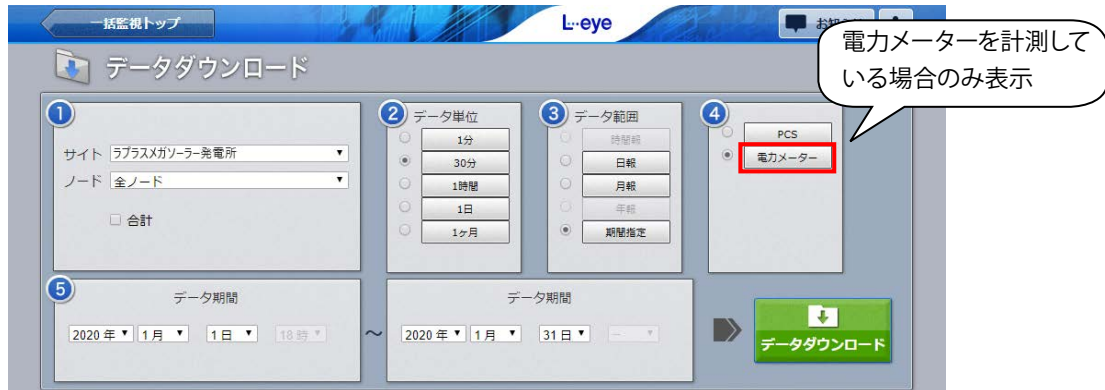 一括監視トップ
L・eye
電力メーターを計測して
いる場合のみ表示
データダウンロード
1
サイト ラプラスメガソーラー発電所
ノード 全ノード
合計
2 データ単位
1分
30分
1時間
1日
1ヶ月
3 データ範囲
時間報
日報
月報
年報
期間指定
4
PCS
電力メーター
5 データ期間
2020年 1月 1日 18時
～
データ期間
2020年 1月 31日 --
データダウンロード